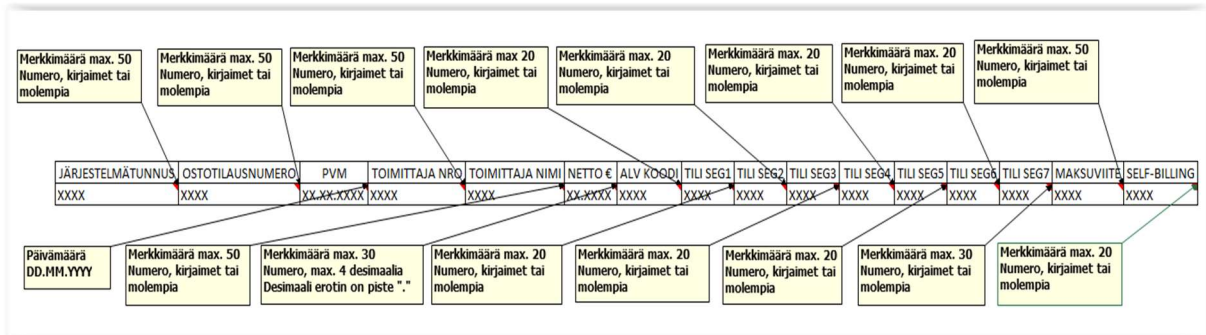 Merkkimäärä max. 50
Numero, kirjaimet tai
molempia
Merkkimäärä max. 50
Numero, kirjaimet tai
molempia
Merkkimäärä max. 50
Numero, kirjaimet tai
molempia
Merkkimäärä max 20
Numero, kirjaimet tai
molempia
Merkkimäärä max. 20
Numero, kirjaimet tai
molempia
Merkkimäärä max. 20
Numero, kirjaimet tai
molempia
Merkkimäärä max. 20
Numero, kirjaimet tai
molempia
Merkkimäärä max. 50
Numero, kirjaimet tai
molempia
JÄRJESTELMÄTUNNUS OSTOTILAUSNUMERO PVM TOIMITTAJA NRO TOIMITTAJA NIMI NETTO € ALV KOODI TILI SEG1 TILI SEG2 TILI SEG3 TILI SEG4 TILI SEG5 TILI SEG6 TILI SEG7 MAKSUVIITE SELF-BILLING
XXXX XXXX XX.XX.XXXX XXXX XXXX XX.XXXX XXXX XXXX XXXX XXXX XXXX XXXX XXXX XXXX XXXX XXXX
Päivämäärä
DD.MM.YYYY
Merkkimäärä max. 50
Numero, kirjaimet tai
molempia
Merkkimäärä max. 30
Numero, max. 4 desimaalia
Desimaali erotin on piste "."
Merkkimäärä max. 20
Numero, kirjaimet tai
molempia
Merkkimäärä max. 20
Numero, kirjaimet tai
molempia
Merkkimäärä max. 20
Numero, kirjaimet tai
molempia
Merkkimäärä max. 30
Numero, kirjaimet tai
molempia
Merkkimäärä max. 20
Numero, kirjaimet tai
molempia